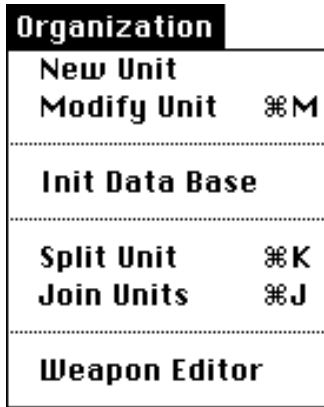 Organization
New Unit
Modify Unit ⌘M
Init Data Base
Split Unit ⌘K
Join Units ⌘J
Weapon Editor